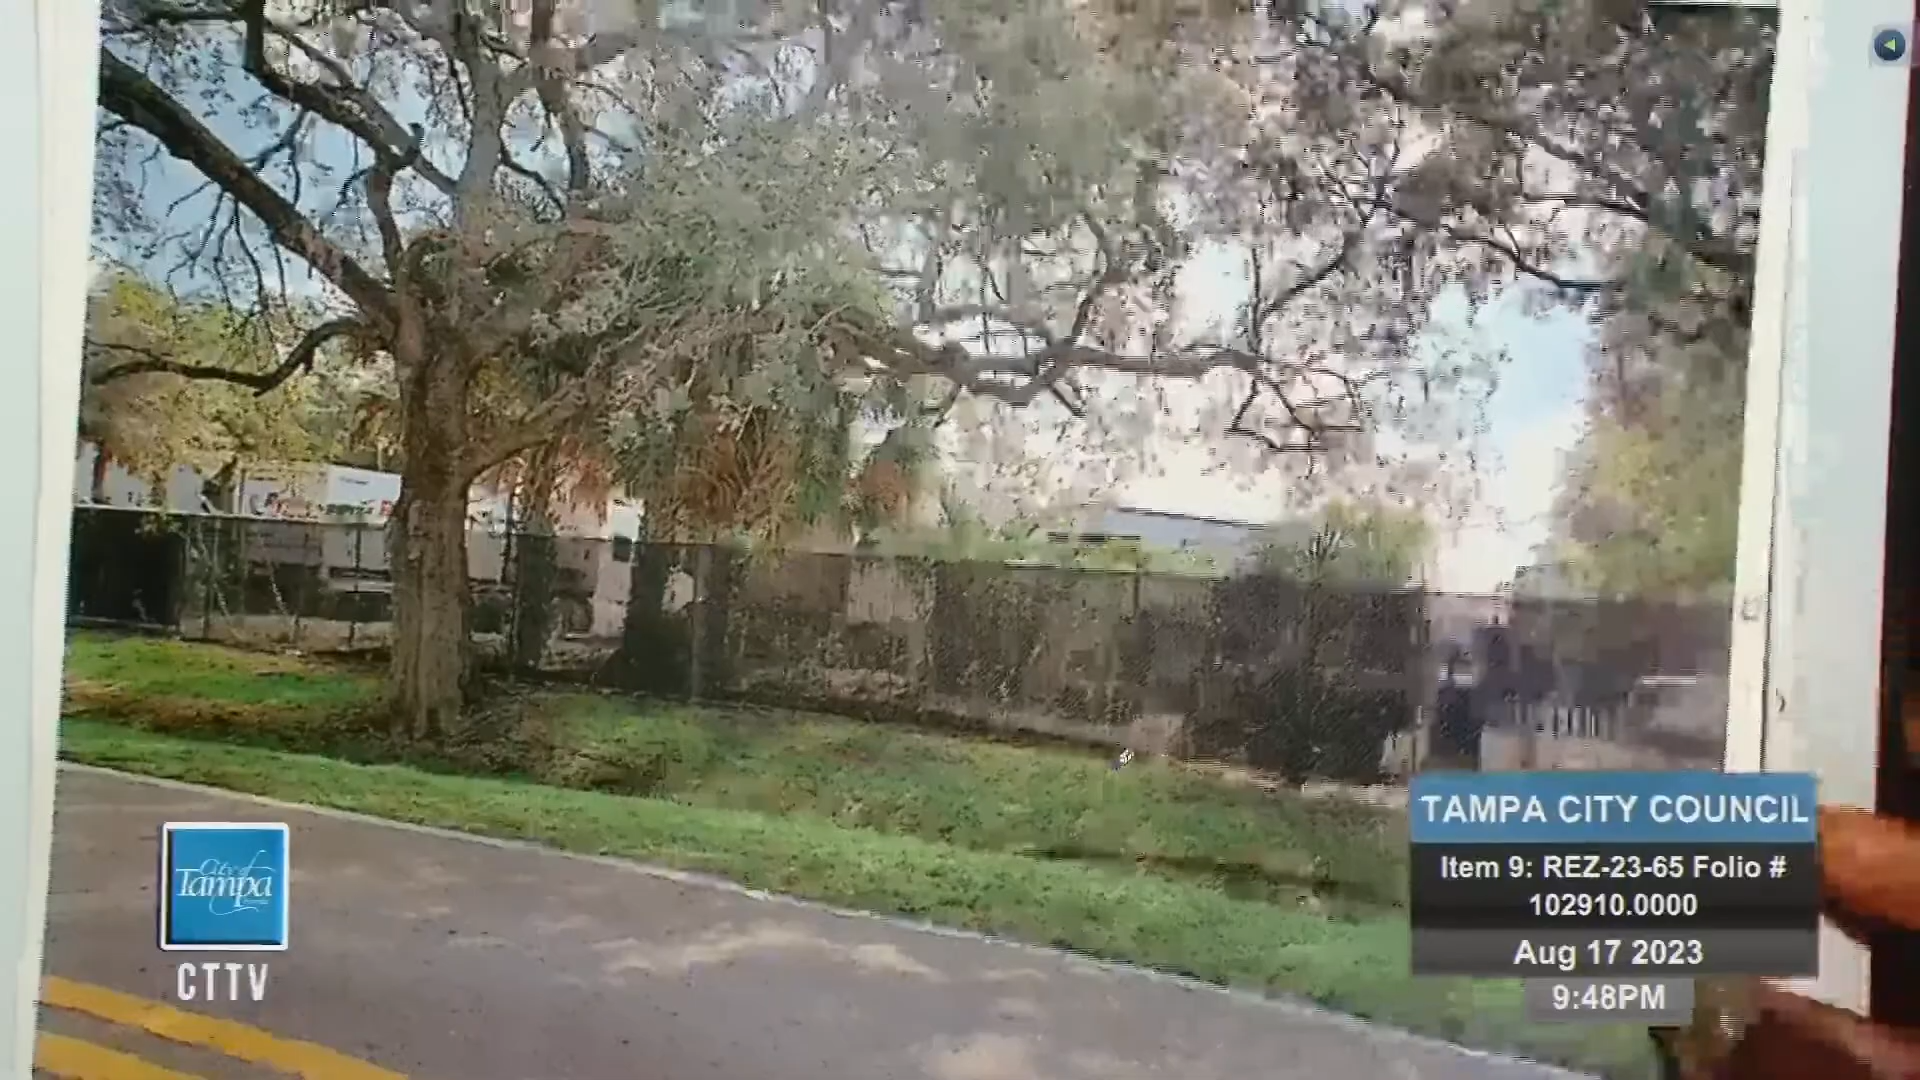 TAMPA CITY COUNCIL
Item 9: REZ-23-65 Folio #
102910.0000
Aug 17 2023
9:48PM
City of
Tampa
CTTV